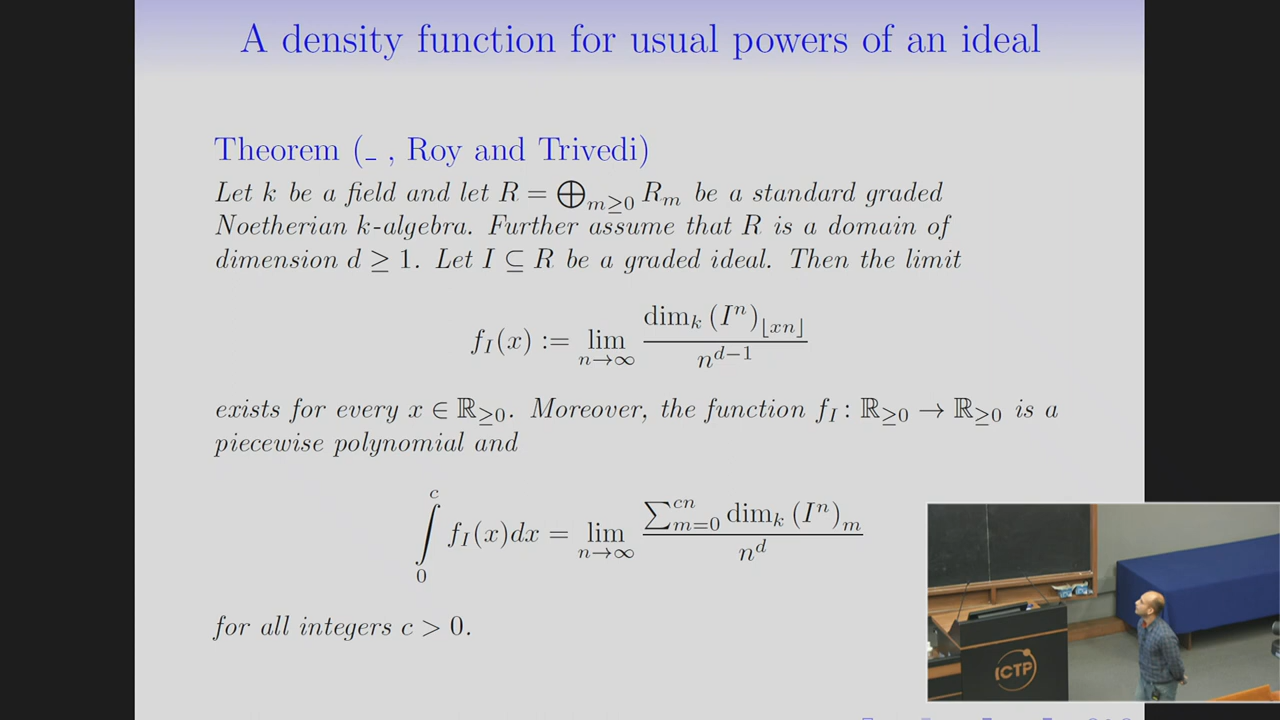 A density function for usual powers of an ideal
Theorem (_ , Roy and Trivedi)
Let k be a field and let R = ⨁_{m≥0} R_m be a standard graded
Noetherian k-algebra. Further assume that R is a domain of
dimension d ≥ 1. Let I ⊆ R be a graded ideal. Then the limit
f_I(x) := lim_{n→∞} dim_k (I^n)_{⌊xn⌋} / n^{d−1}
exists for every x ∈ ℝ_{≥0}. Moreover, the function f_I : ℝ_{≥0} → ℝ_{≥0} is a
piecewise polynomial and
∫_0^c f_I(x)dx = lim_{n→∞} ∑_{m=0}^{cn} dim_k (I^n)_m / n^d
for all integers c > 0.
ICTP